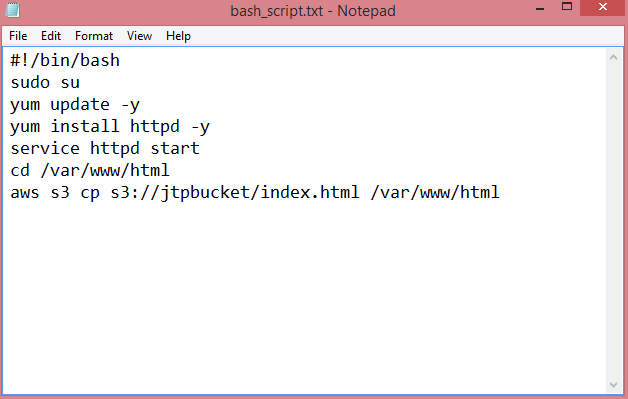 bash_script.txt - Notepad
File Edit Format View Help
#!/bin/bash
sudo su
yum update -y
yum install httpd -y
service httpd start
cd /var/www/html
aws s3 cp s3://jtpbucket/index.html /var/www/html